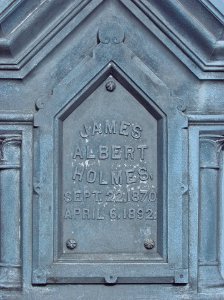 JAMES
ALBERT
HOLMES
SEPT. 22. 1870
APRIL 6. 1892.